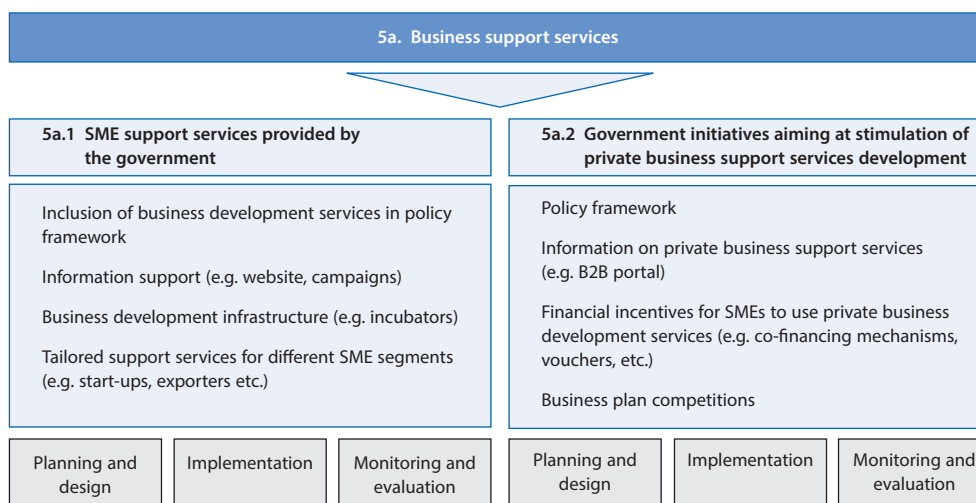 5a. Business support services
5a.1 SME support services provided by
the government
Inclusion of business development services in policy
framework
Information support (e.g. website, campaigns)
Business development infrastructure (e.g. incubators)
Tailored support services for different SME segments
(e.g. start-ups, exporters etc.)
Planning and
design
Implementation
Monitoring and
evaluation
5a.2 Government initiatives aiming at stimulation of
private business support services development
Policy framework
Information on private business support services
(e.g. B2B portal)
Financial incentives for SMEs to use private business
development services (e.g. co-financing mechanisms,
vouchers, etc.)
Business plan competitions
Planning and
design
Implementation
Monitoring and
evaluation